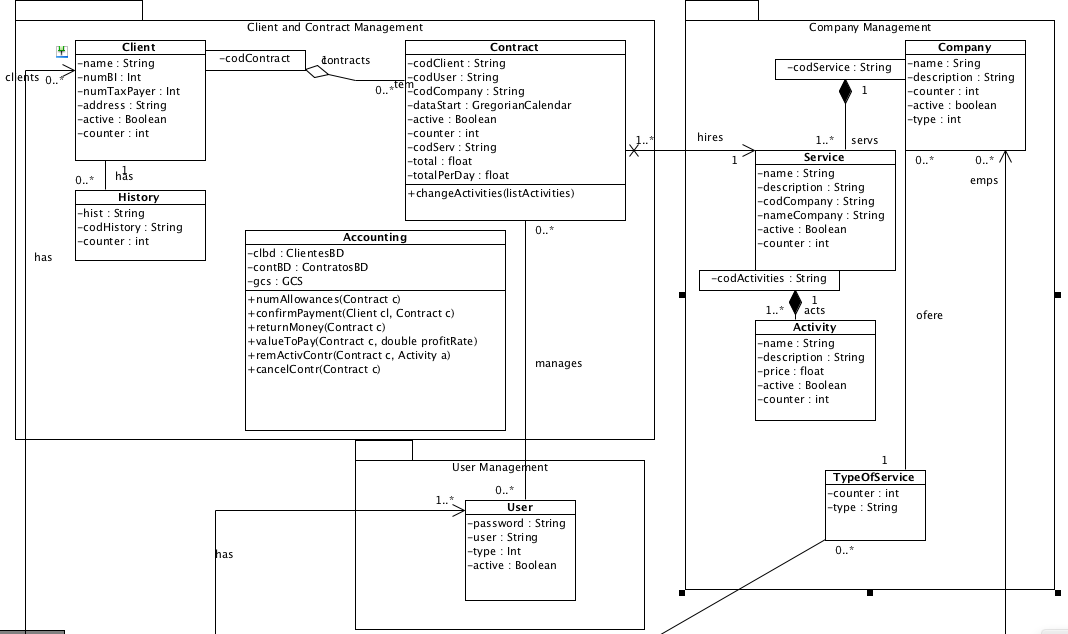 Client and Contract Management
Client
-name : String
-numBI : Int
-numTaxPayer : Int
-address : String
-active : Boolean
-counter : int
clients
0..*
-codContract
contracts
0..*
tem
Contract
-codClient : String
-codUser : String
-codCompany : String
-dataStart : GregorianCalendar
-active : Boolean
-counter : int
-codServ : String
-total : float
-totalPerDay : float
+changeActivities(listActivities)
1
has
0..*
History
-hist : String
-codHistory : String
-counter : int
has
Accounting
-clbd : ClientesBD
-contBD : ContratosBD
-gcs : GCS
+numAllowances(Contract c)
+confirmPayment(Client cl, Contract c)
+returnMoney(Contract c)
+valueToPay(Contract c, double profitRate)
+remActivContr(Contract c, Activity a)
+cancelContr(Contract c)
0..*
manages
0..*
User Management
1..*
has
User
-password : String
-user : String
-type : Int
-active : Boolean
Company Management
1..*
hires
1
-codService : String
Company
-name : String
-description : String
-counter : int
-active : boolean
-type : int
1
1..*
servs
0..*
0..*
emps
Service
-name : String
-description : String
-codCompany : String
-nameCompany : String
-active : Boolean
-counter : int
-codActivities : String
1
1..*
acts
ofere
Activity
-name : String
-description : String
-price : float
-active : Boolean
-counter : int
1
TypeOfService
-counter : int
-type : String
0..*